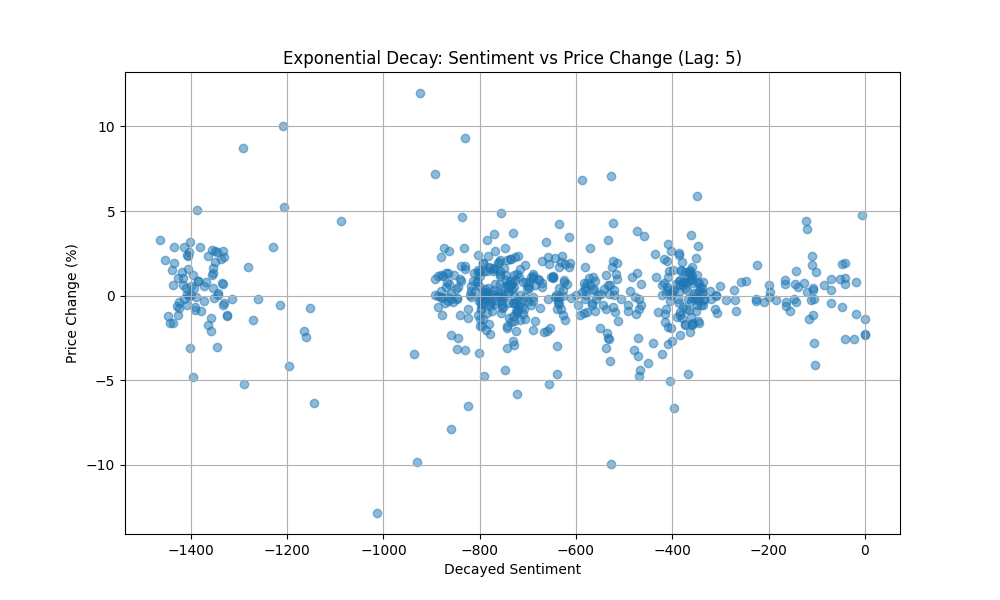 Exponential Decay: Sentiment vs Price Change (Lag: 5)
10
5
0
−5
−10
Price Change (%)
−1400 −1200 −1000 −800 −600 −400 −200 0
Decayed Sentiment